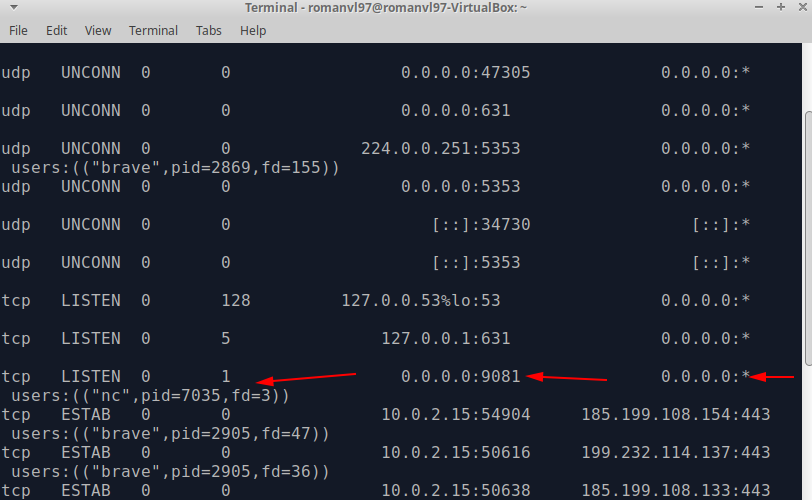 Terminal - romanvl97@romanvl97-VirtualBox: ~
File Edit View Terminal Tabs Help
udp UNCONN 0 0 0.0.0.0:47305 0.0.0.0:*
udp UNCONN 0 0 0.0.0.0:631 0.0.0.0:*
udp UNCONN 0 0 224.0.0.251:5353 0.0.0.0:*
users:(("brave",pid=2869,fd=155))
udp UNCONN 0 0 0.0.0.0:5353 0.0.0.0:*
udp UNCONN 0 0 [::]:34730 [::]:*
udp UNCONN 0 0 [::]:5353 [::]:*
tcp LISTEN 0 128 127.0.0.53%lo:53 0.0.0.0:*
tcp LISTEN 0 5 127.0.0.1:631 0.0.0.0:*
tcp LISTEN 0 1 0.0.0.0:9081 0.0.0.0:*
users:(("nc",pid=7035,fd=3))
tcp ESTAB 0 0 10.0.2.15:54904 185.199.108.154:443
users:(("brave",pid=2905,fd=47))
tcp ESTAB 0 0 10.0.2.15:50616 199.232.114.137:443
users:(("brave",pid=2905,fd=36))
tcp ESTAB 0 0 10.0.2.15:50638 185.199.108.133:443